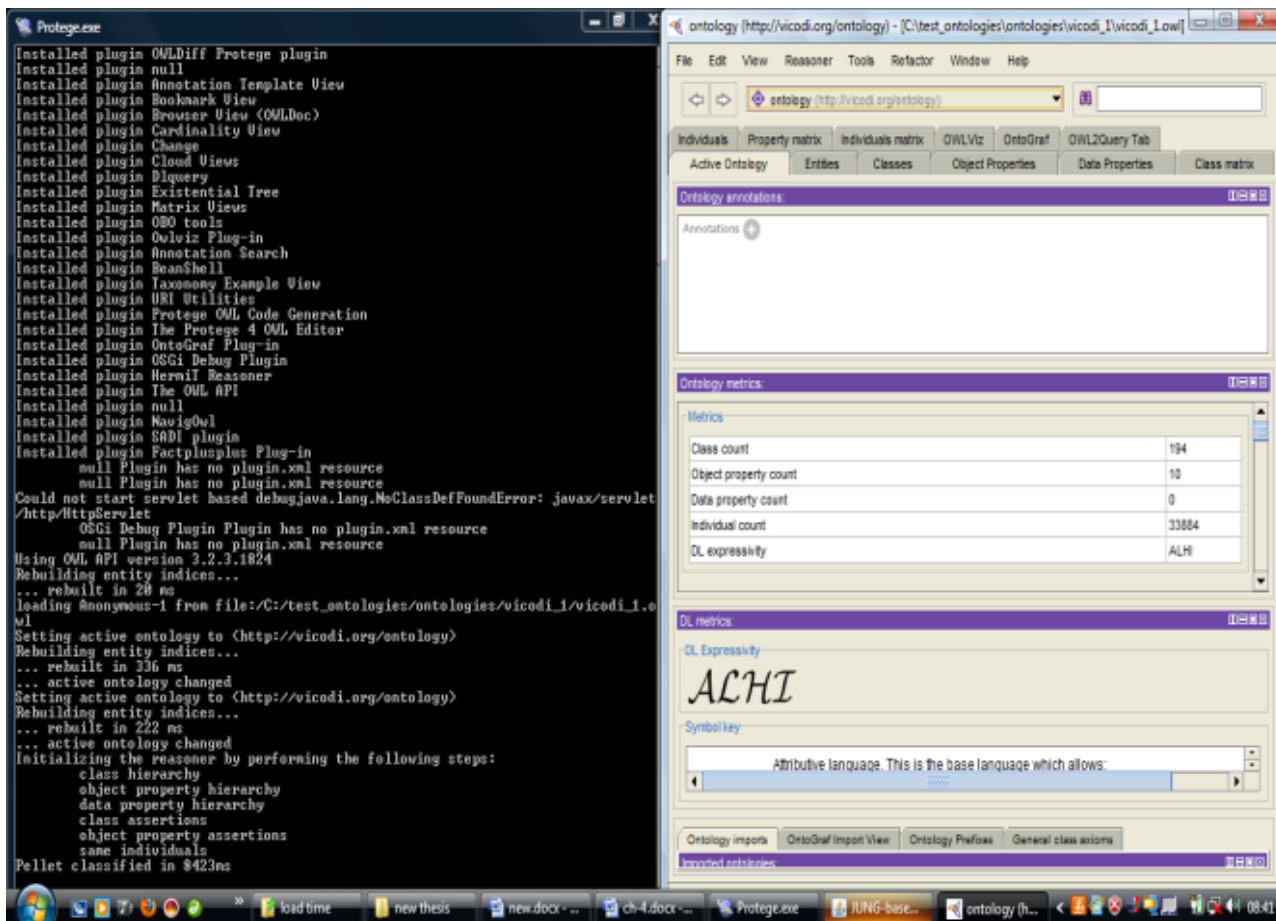 Protege.exe
Installed plugin OWLDiff Protege plugin
Installed plugin null
Installed plugin Annotation Template View
Installed plugin Bookmark View
Installed plugin Browser View (OWLDoc)
Installed plugin Cardinality View
Installed plugin Change
Installed plugin Cloud Views
Installed plugin Dlquery
Installed plugin Existential Tree
Installed plugin Matrix Views
Installed plugin OBO tools
Installed plugin Owlviz Plug-in
Installed plugin Annotation Search
Installed plugin BeanShell
Installed plugin Taxonomy Example View
Installed plugin URI Utilities
Installed plugin Protege OWL Code Generation
Installed plugin The Protege 4 OWL Editor
Installed plugin OntoGraf Plug-in
Installed plugin OSGi Debug Plugin
Installed plugin HermiT Reasoner
Installed plugin The OWL API
Installed plugin null
Installed plugin NavigOwl
Installed plugin SADI plugin
Installed plugin Factplusplus Plug-in
null Plugin has no plugin.xml resource
null Plugin has no plugin.xml resource
Could not start servlet based debugjava.lang.NoClassDefFoundError: javax/servlet
/http/HttpServlet
OSGi Debug Plugin Plugin has no plugin.xml resource
null Plugin has no plugin.xml resource
Using OWL API version 3.2.3.1824
Rebuilding entity indices...
... rebuilt in 20 ms
loading Anonymous-1 from file:/C:/test_ontologies/ontologies/vicodi_1/vicodi_1.o
wl
Setting active ontology to <http://vicodi.org/ontology>
Rebuilding entity indices...
... rebuilt in 336 ms
... active ontology changed
Setting active ontology to <http://vicodi.org/ontology>
Rebuilding entity indices...
... rebuilt in 222 ms
... active ontology changed
Initializing the reasoner by performing the following steps:
class hierarchy
object property hierarchy
data property hierarchy
class assertions
object property assertions
same individuals
Pellet classified in 8423ms
ontology (http://vicodi.org/ontology) - [C:\test_ontologies\ontologies\vicodi_1\vicodi_1.owl]
File Edit View Reasoner Tools Refactor Window Help
ontology (http://vicodi.org/ontology)
Individuals Property matrix Individuals matrix OWLViz OntoGraf OWL2Query Tab
Active Ontology Entities Classes Object Properties Data Properties Class matrix
Ontology annotations:
Annotations
Ontology metrics:
Metrics
Class count 194
Object property count 10
Data property count 0
Individual count 33884
DL expressivity ALHI
DL metrics:
DL Expressivity
ALHI
Symbol key
Attributive language. This is the base language which allows:
Ontology imports OntoGraf Import View Ontology Prefixes General class axioms
Imported ontologies:
load time new thesis new.docx - ... ch-4.docx -... Protege.exe JUNG-base... ontology (h... 08:41